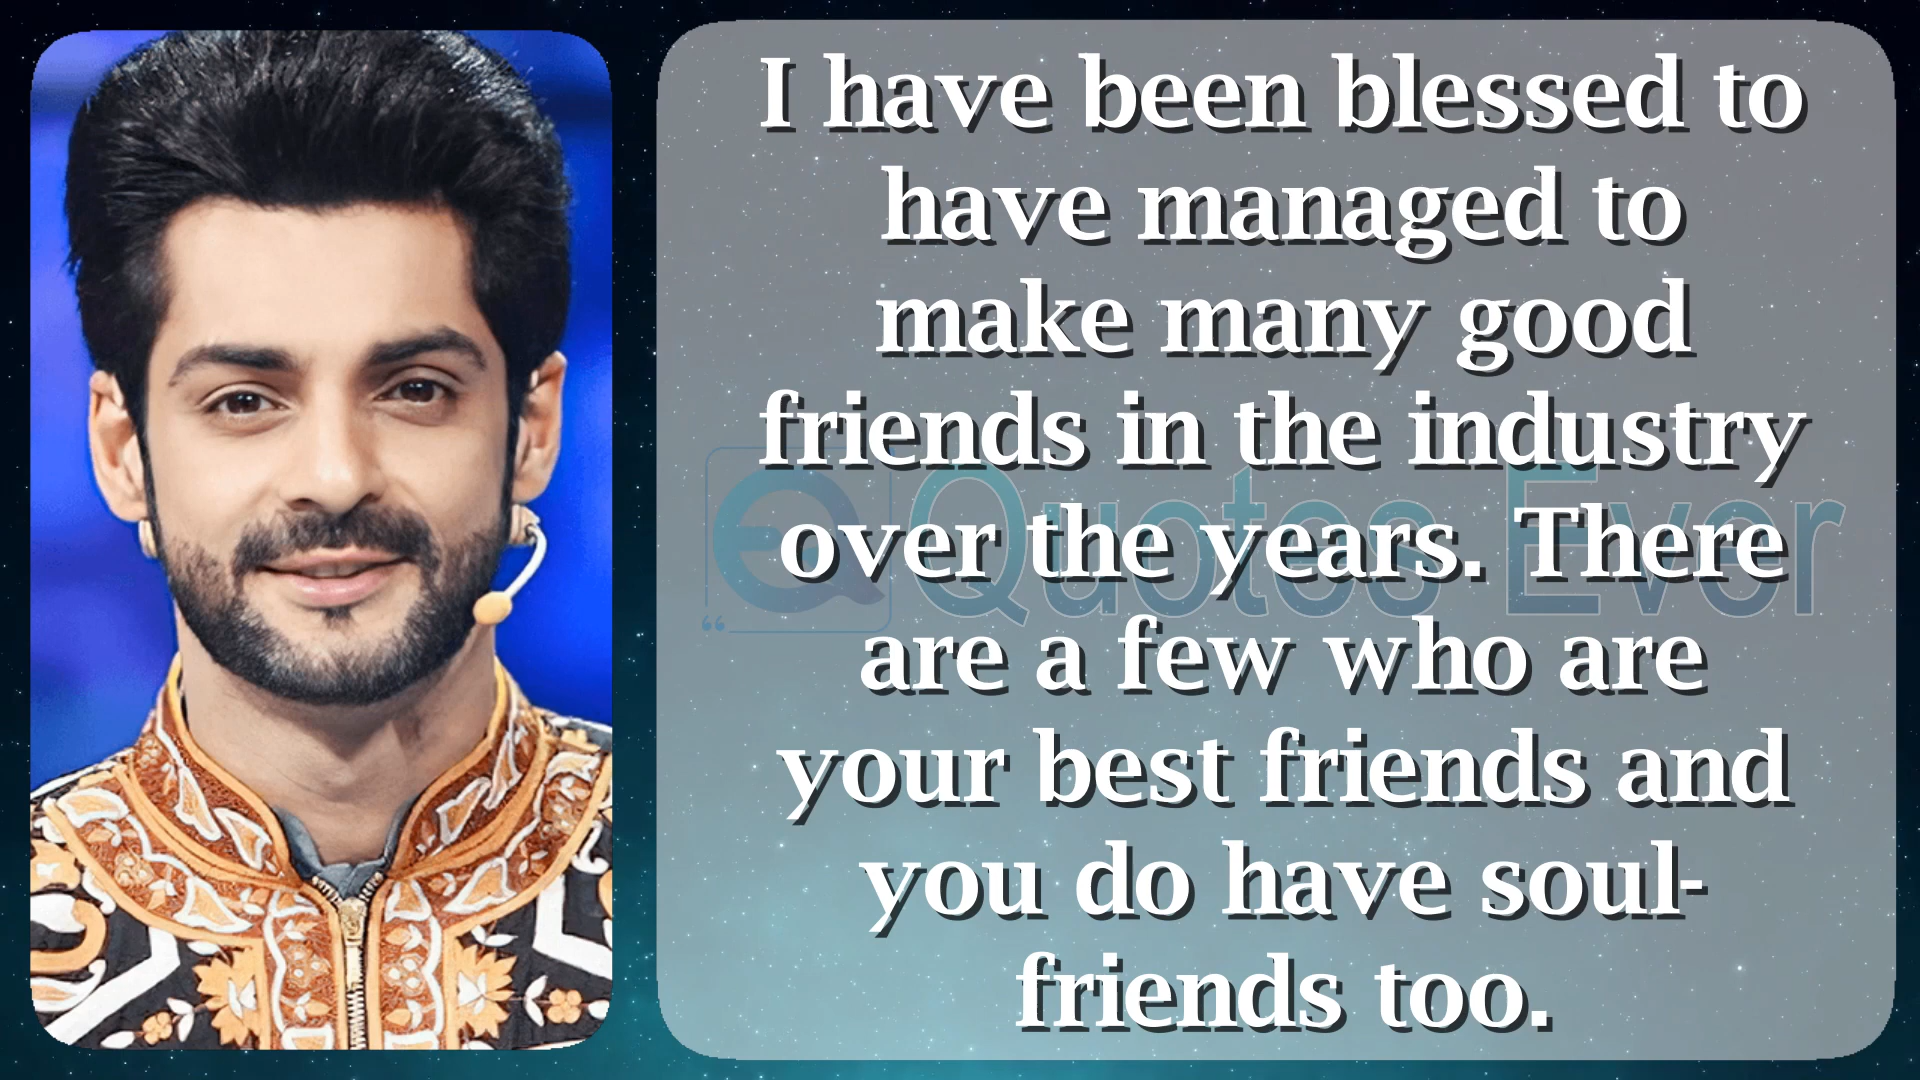 I have been blessed to
have managed to
make many good
friends in the industry
over the years. There
are a few who are
your best friends and
you do have soul-
friends too.
EQ Quotes Ever